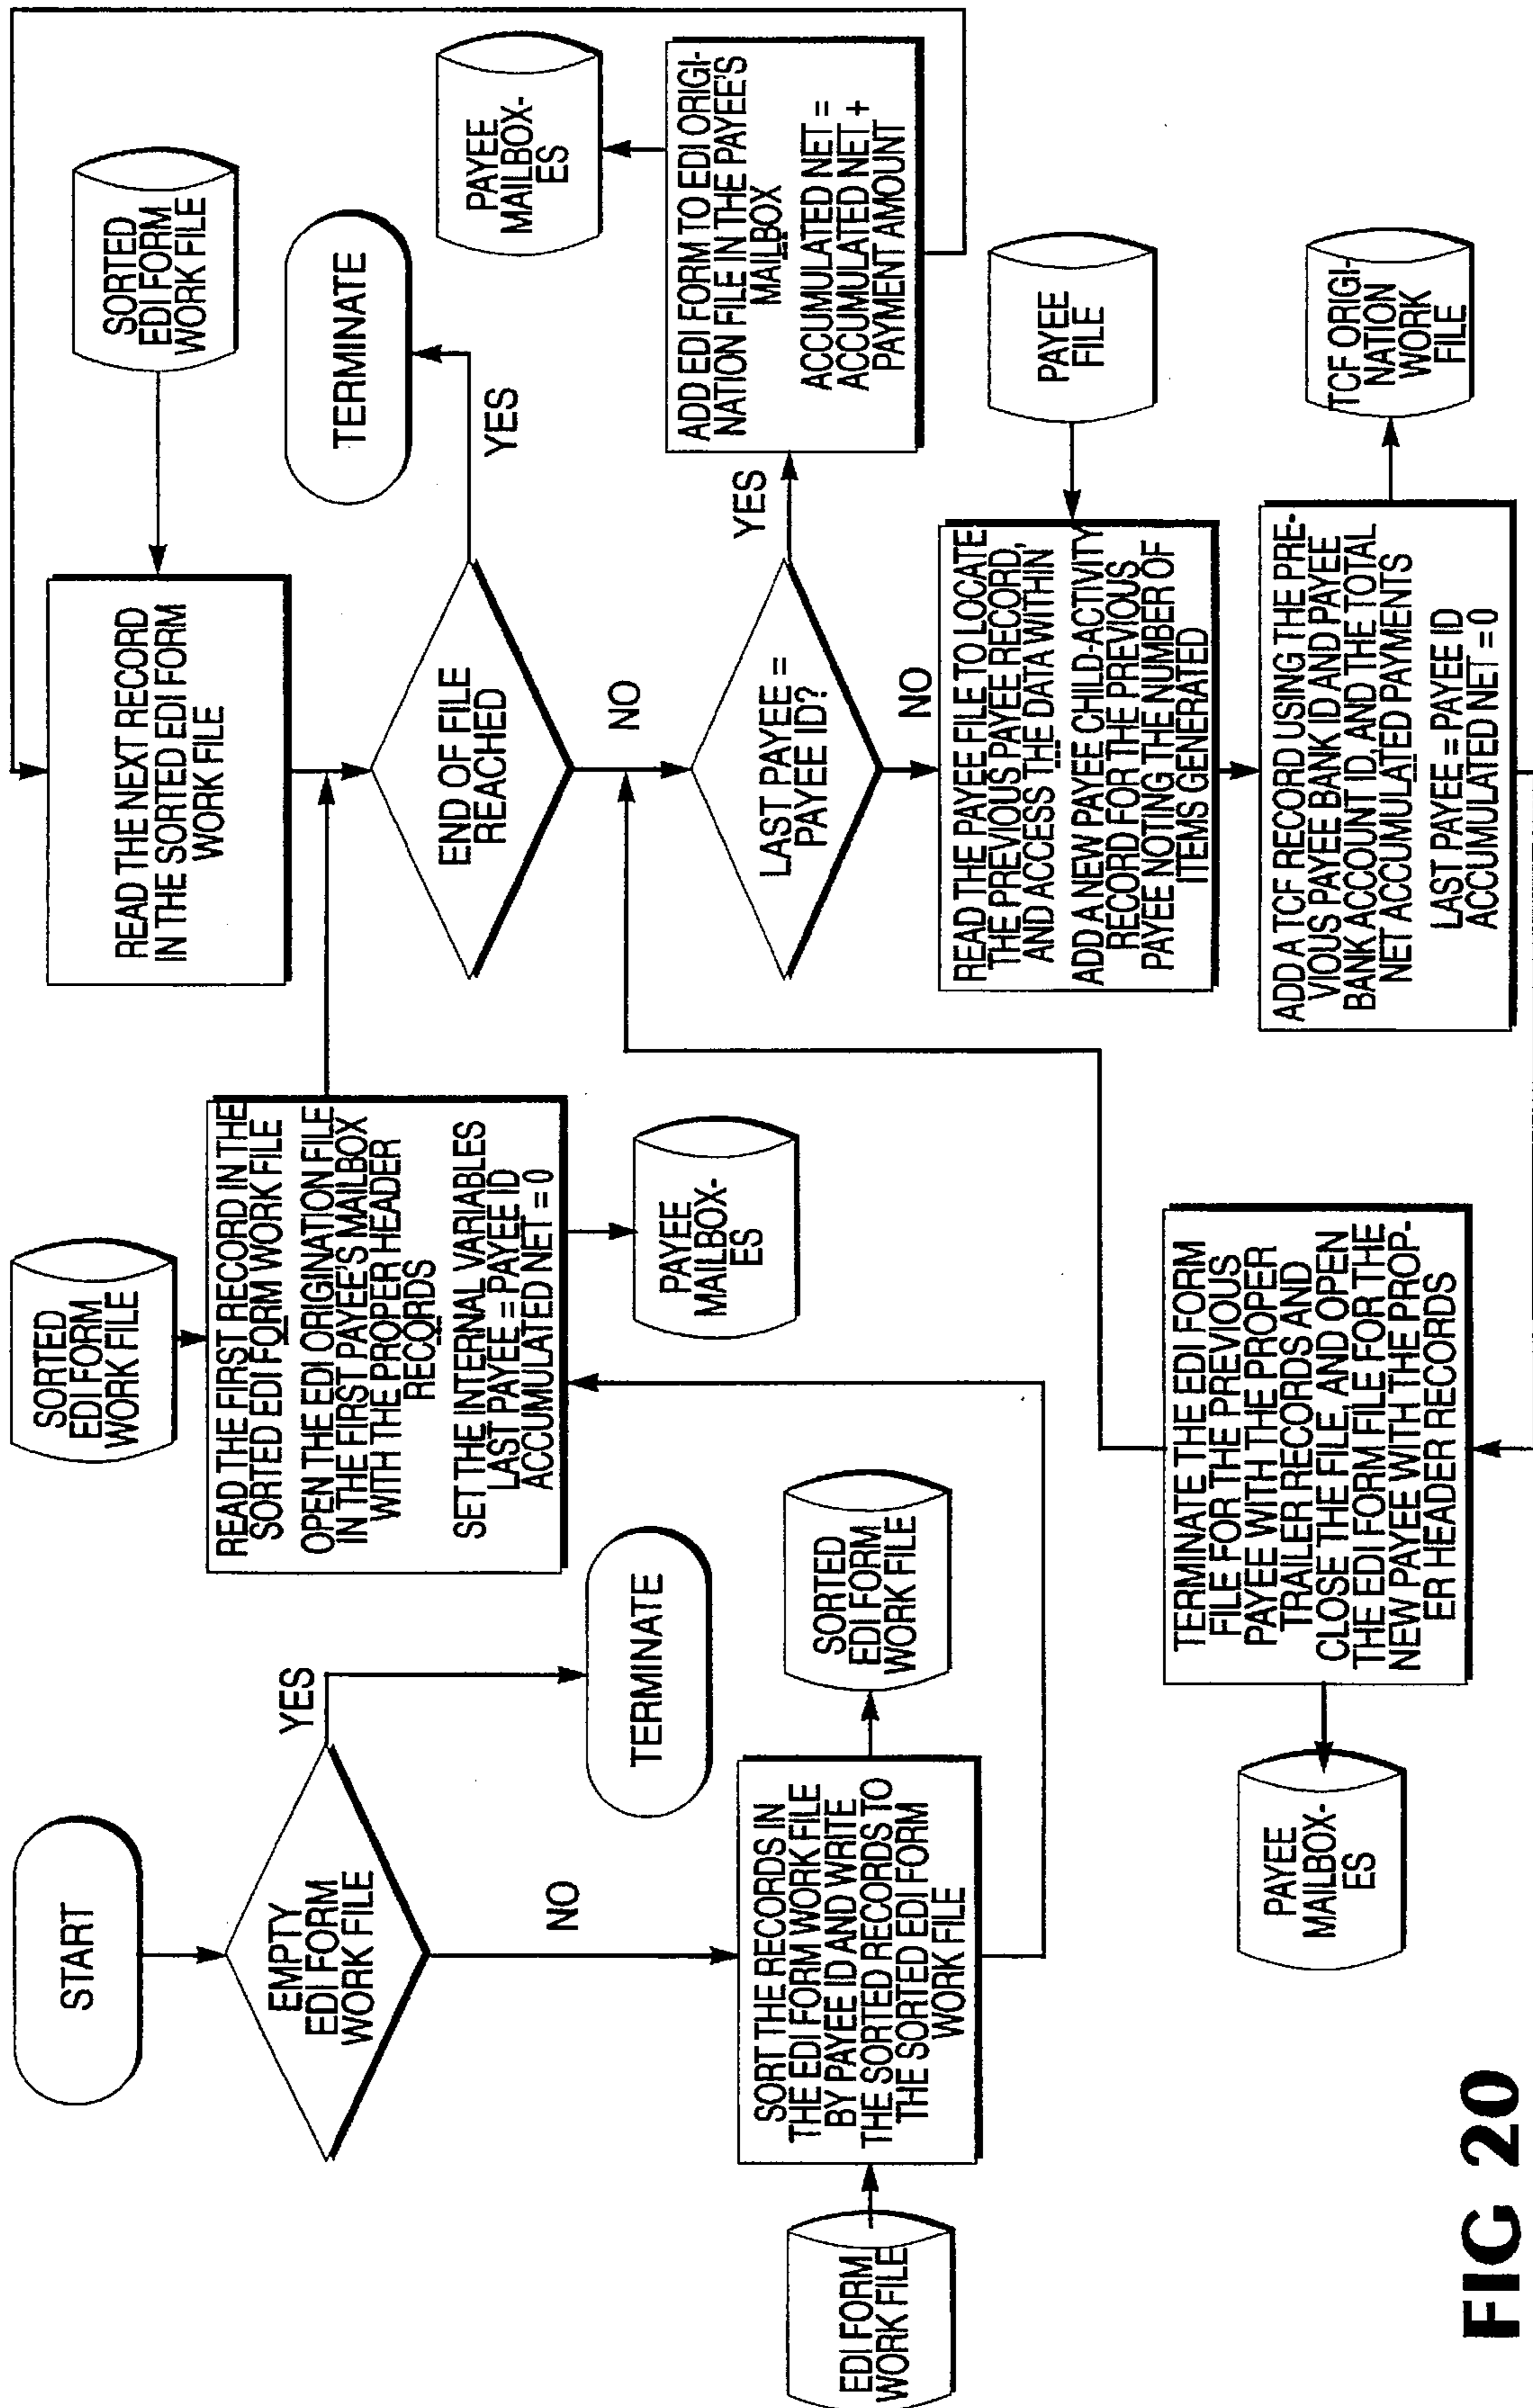 START
EMPTY
EDI FORM
WORK FILE
YES
NO
TERMINATE
EDI FORM
WORK FILE
SORT THE RECORDS IN
THE EDI FORM WORK FILE
BY PAYEE ID AND WRITE
THE SORTED RECORDS TO
THE SORTED EDI FORM
WORK FILE
SORTED
EDI FORM
WORK FILE
SORTED
EDI FORM
WORK FILE
READ THE FIRST RECORD IN THE
SORTED EDI FORM WORK FILE
OPEN THE EDI ORIGINATION FILE
IN THE FIRST PAYEE'S MAILBOX
WITH THE PROPER HEADER
RECORDS
SET THE INTERNAL VARIABLES
LAST PAYEE = PAYEE ID
ACCUMULATED NET = 0
PAYEE
MAILBOX-
ES
READ THE NEXT RECORD
IN THE SORTED EDI FORM
WORK FILE
SORTED
EDI FORM
WORK FILE
END OF FILE
REACHED
YES
TERMINATE
NO
LAST PAYEE =
PAYEE ID?
YES
ADD EDI FORM TO EDI ORIGI-
NATION FILE IN THE PAYEE'S
MAILBOX
ACCUMULATED NET =
ACCUMULATED NET +
PAYMENT AMOUNT
PAYEE
MAILBOX-
ES
NO
READ THE PAYEE FILE TO LOCATE
THE PREVIOUS PAYEE RECORD,
AND ACCESS THE DATA WITHIN
ADD A NEW PAYEE CHILD-ACTIVITY
RECORD FOR THE PREVIOUS
PAYEE NOTING THE NUMBER OF
ITEMS GENERATED
PAYEE
FILE
ADD A TCF RECORD USING THE PRE-
VIOUS PAYEE BANK ID AND PAYEE
BANK ACCOUNT ID, AND THE TOTAL
NET ACCUMULATED PAYMENTS
LAST PAYEE = PAYEE ID
ACCUMULATED NET = 0
TCF ORIGI-
NATION
WORK
FILE
TERMINATE THE EDI FORM
FILE FOR THE PREVIOUS
PAYEE WITH THE PROPER
TRAILER RECORDS AND
CLOSE THE FILE, AND OPEN
THE EDI FORM FILE FOR THE
NEW PAYEE WITH THE PROP-
ER HEADER RECORDS
PAYEE
MAILBOX-
ES
FIG 20